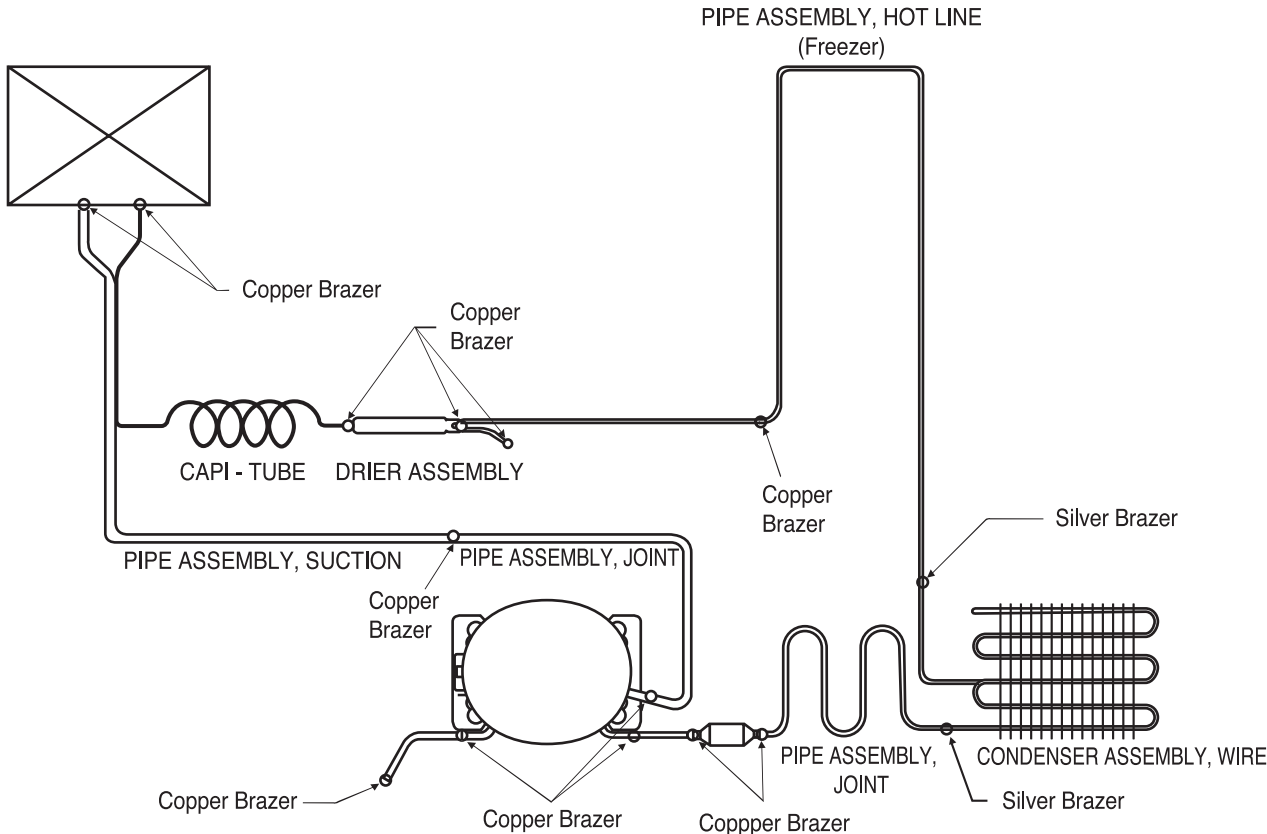 PIPE ASSEMBLY, HOT LINE
(Freezer)
Copper Brazer
Copper
Brazer
CAPI - TUBE
DRIER ASSEMBLY
Copper
Brazer
Silver Brazer
PIPE ASSEMBLY, SUCTION
PIPE ASSEMBLY, JOINT
Copper
Brazer
PIPE ASSEMBLY,
JOINT
CONDENSER ASSEMBLY, WIRE
Copper Brazer
Copper Brazer
Coppper Brazer
Silver Brazer